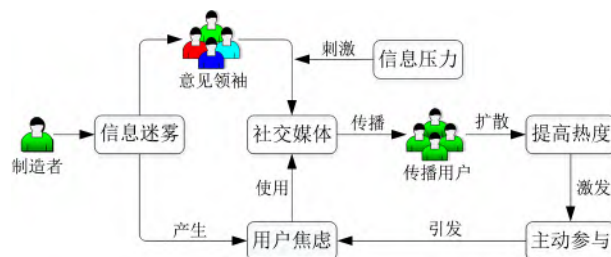 刺激
信息压力
意见领袖
制造者
信息迷雾
社交媒体
传播
传播用户
扩散
提高热度
使用
激发
产生
用户焦虑
引发
主动参与